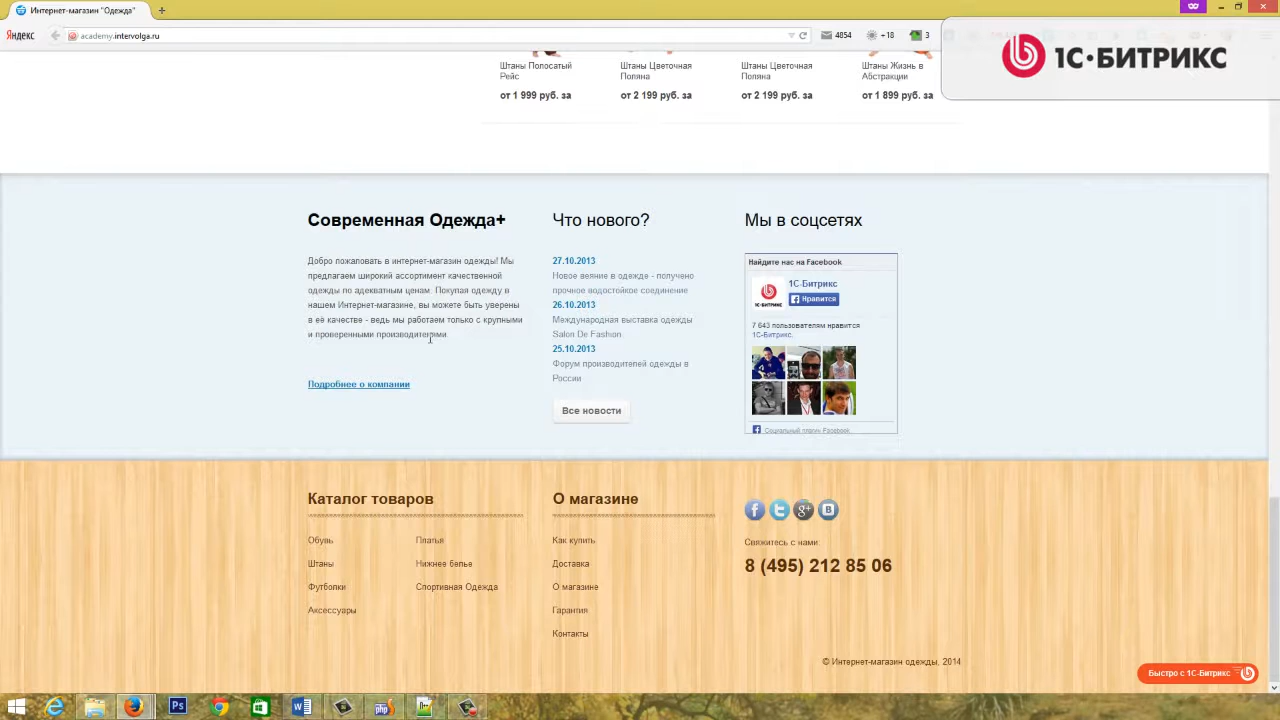 Интернет-магазин "Одежда"
Яндекс
academy.intervolga.ru
4854
+18
3
1С·БИТРИКС
Штаны Полосатый Рейс
от 1 999 руб. за
Штаны Цветочная Поляна
от 2 199 руб. за
Штаны Цветочная Поляна
от 2 199 руб. за
Штаны Жизнь в Абстракции
от 1 899 руб. за
Современная Одежда+
Добро пожаловать в интернет-магазин одежды! Мы
предлагаем широкий ассортимент качественной
одежды по адекватным ценам. Покупая одежду в
нашем Интернет-магазине, вы можете быть уверены
в её качестве - ведь мы работаем только с крупными
и проверенными производителями.
Подробнее о компании
Что нового?
27.10.2013
Новое веяние в одежде - получено
прочное водостойкое соединение
26.10.2013
Международная выставка одежды
Salon De Fashion
25.10.2013
Форум производителей одежды в
России
Все новости
Мы в соцсетях
Найдите нас на Facebook
1С-Битрикс
Нравится
7 643 пользователям нравится
1С-Битрикс.
Социальный плагин Facebook
Каталог товаров
Обувь
Штаны
Футболки
Аксессуары
Платья
Нижнее белье
Спортивная Одежда
О магазине
Как купить
Доставка
О магазине
Гарантия
Контакты
Свяжитесь с нами:
8 (495) 212 85 06
© Интернет-магазин одежды, 2014
Быстро с 1С-Битрикс